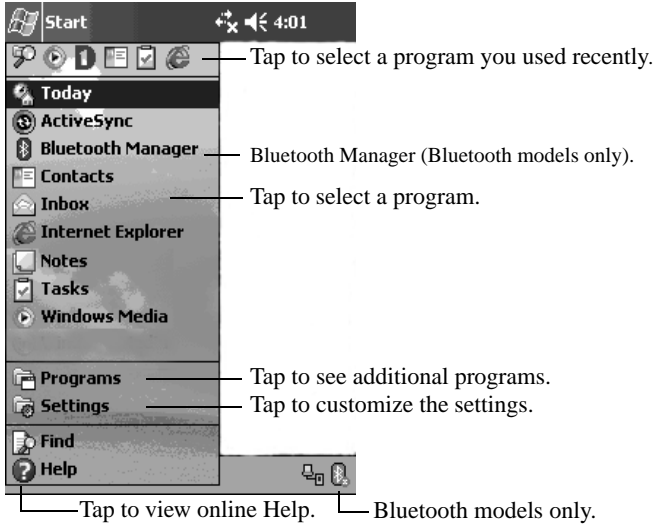 Start 4:01
Tap to select a program you used recently.
Today
ActiveSync
Bluetooth Manager
Bluetooth Manager (Bluetooth models only).
Contacts
Tap to select a program.
Inbox
Internet Explorer
Notes
Tasks
Windows Media
Programs
Tap to see additional programs.
Settings
Tap to customize the settings.
Find
Help
Tap to view online Help.
Bluetooth models only.